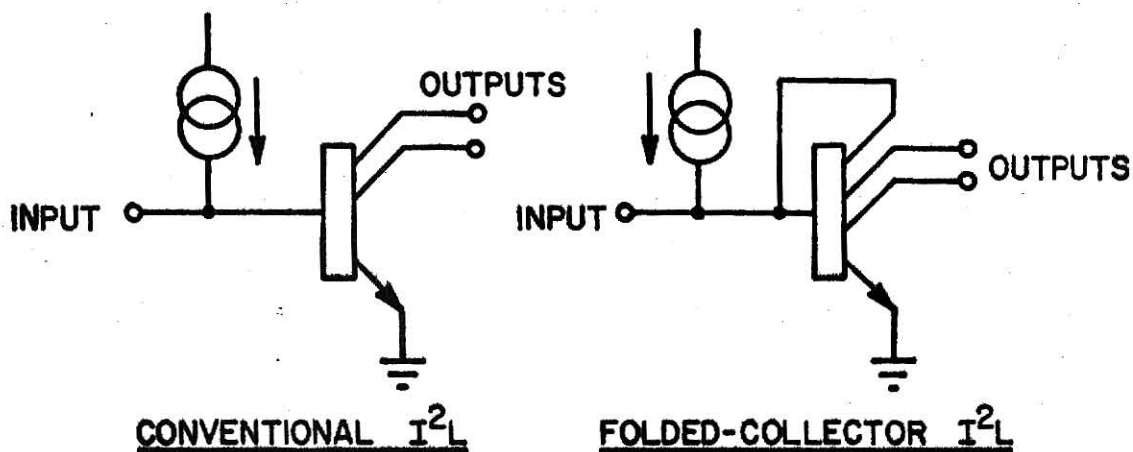 OUTPUTS
INPUT
CONVENTIONAL I²L
OUTPUTS
INPUT
FOLDED-COLLECTOR I²L